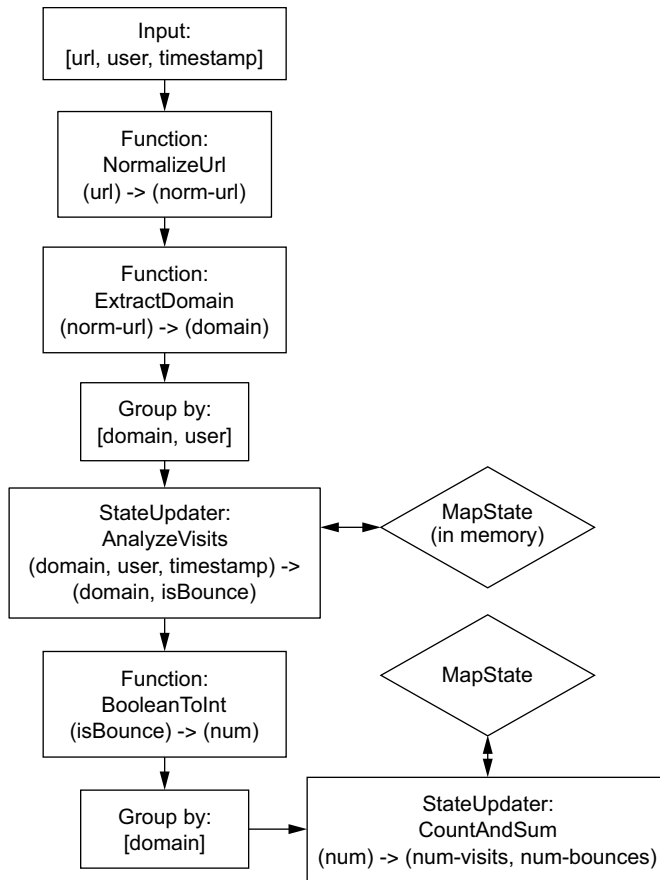 Input:
[url, user, timestamp]
Function:
NormalizeUrl
(url) -> (norm-url)
Function:
ExtractDomain
(norm-url) -> (domain)
Group by:
[domain, user]
StateUpdater:
AnalyzeVisits
(domain, user, timestamp) ->
(domain, isBounce)
MapState
(in memory)
Function:
BooleanToInt
(isBounce) -> (num)
MapState
Group by:
[domain]
StateUpdater:
CountAndSum
(num) -> (num-visits, num-bounces)